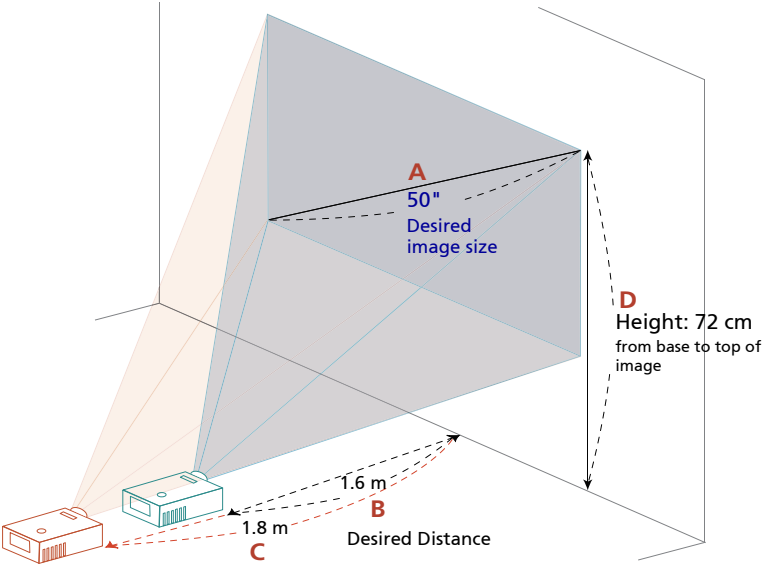 A
50"
Desired
image size
D
Height: 72 cm
from base to top of
image
1.6 m
B
1.8 m
C
Desired Distance